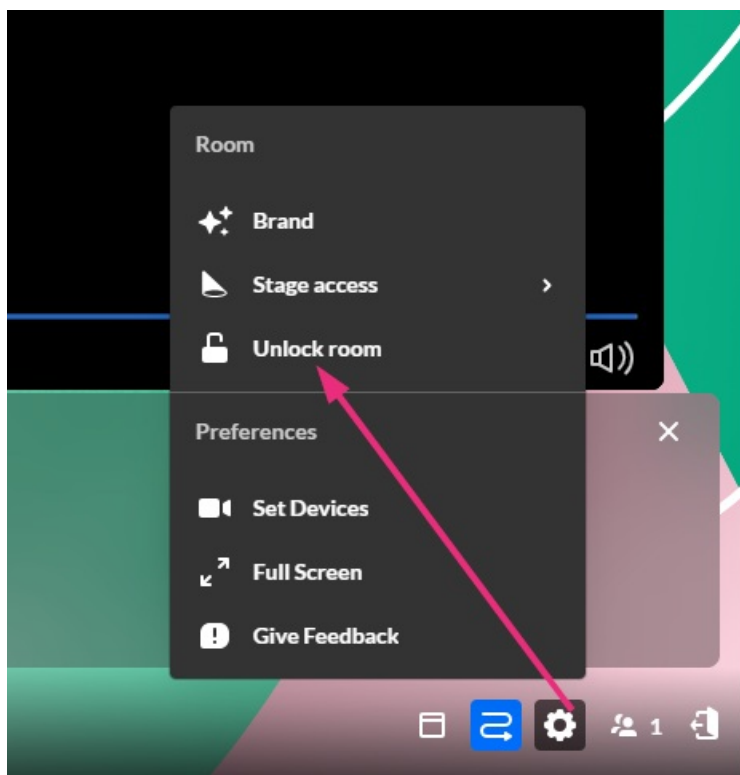 Room
Brand
Stage access
Unlock room
Preferences
Set Devices
Full Screen
Give Feedback
1